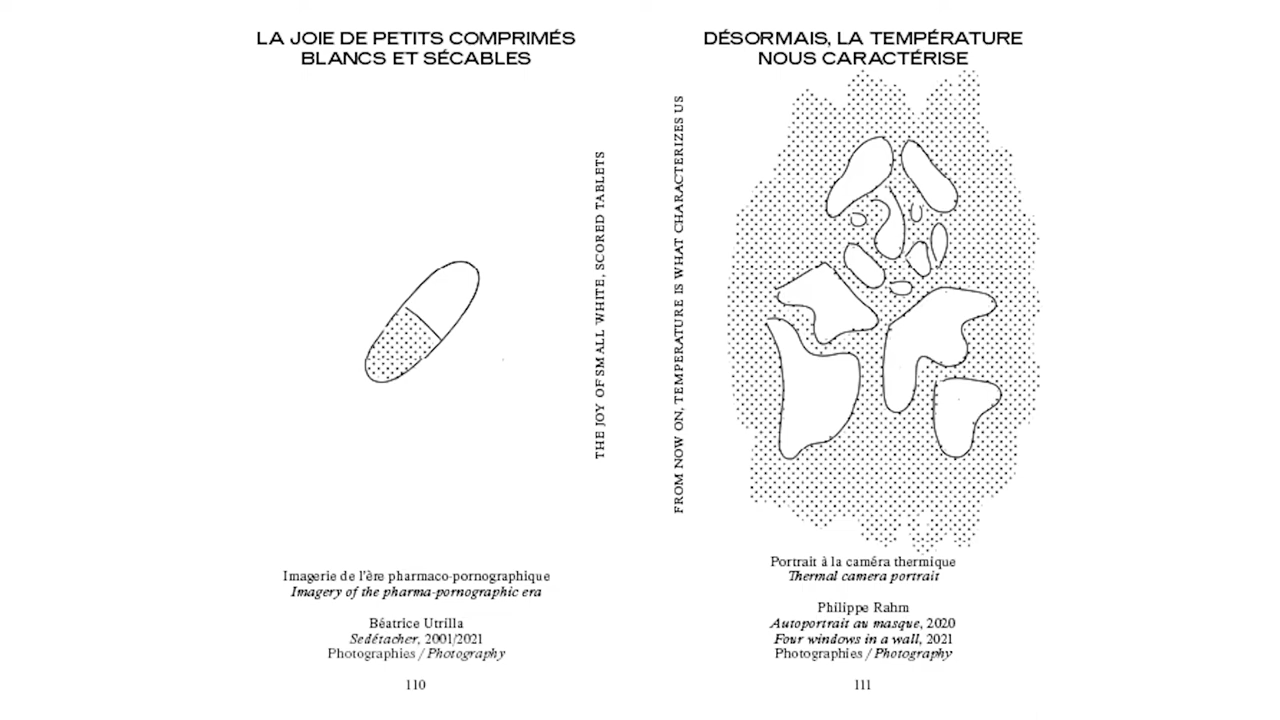 LA JOIE DE PETITS COMPRIMÉS
BLANCS ET SÉCABLES
THE JOY OF SMALL WHITE, SCORED TABLETS
Imagerie de l'ère pharmaco-pornographique
Imagery of the pharma-pornographic era
Béatrice Utrilla
Sedétacher, 2001/2021
Photographies / Photography
110
DÉSORMAIS, LA TEMPÉRATURE
NOUS CARACTÉRISE
FROM NOW ON, TEMPERATURE IS WHAT CHARACTERIZES US
Portrait à la caméra thermique
Thermal camera portrait
Philippe Rahm
Autoportrait au masque, 2020
Four windows in a wall, 2021
Photographies / Photography
111